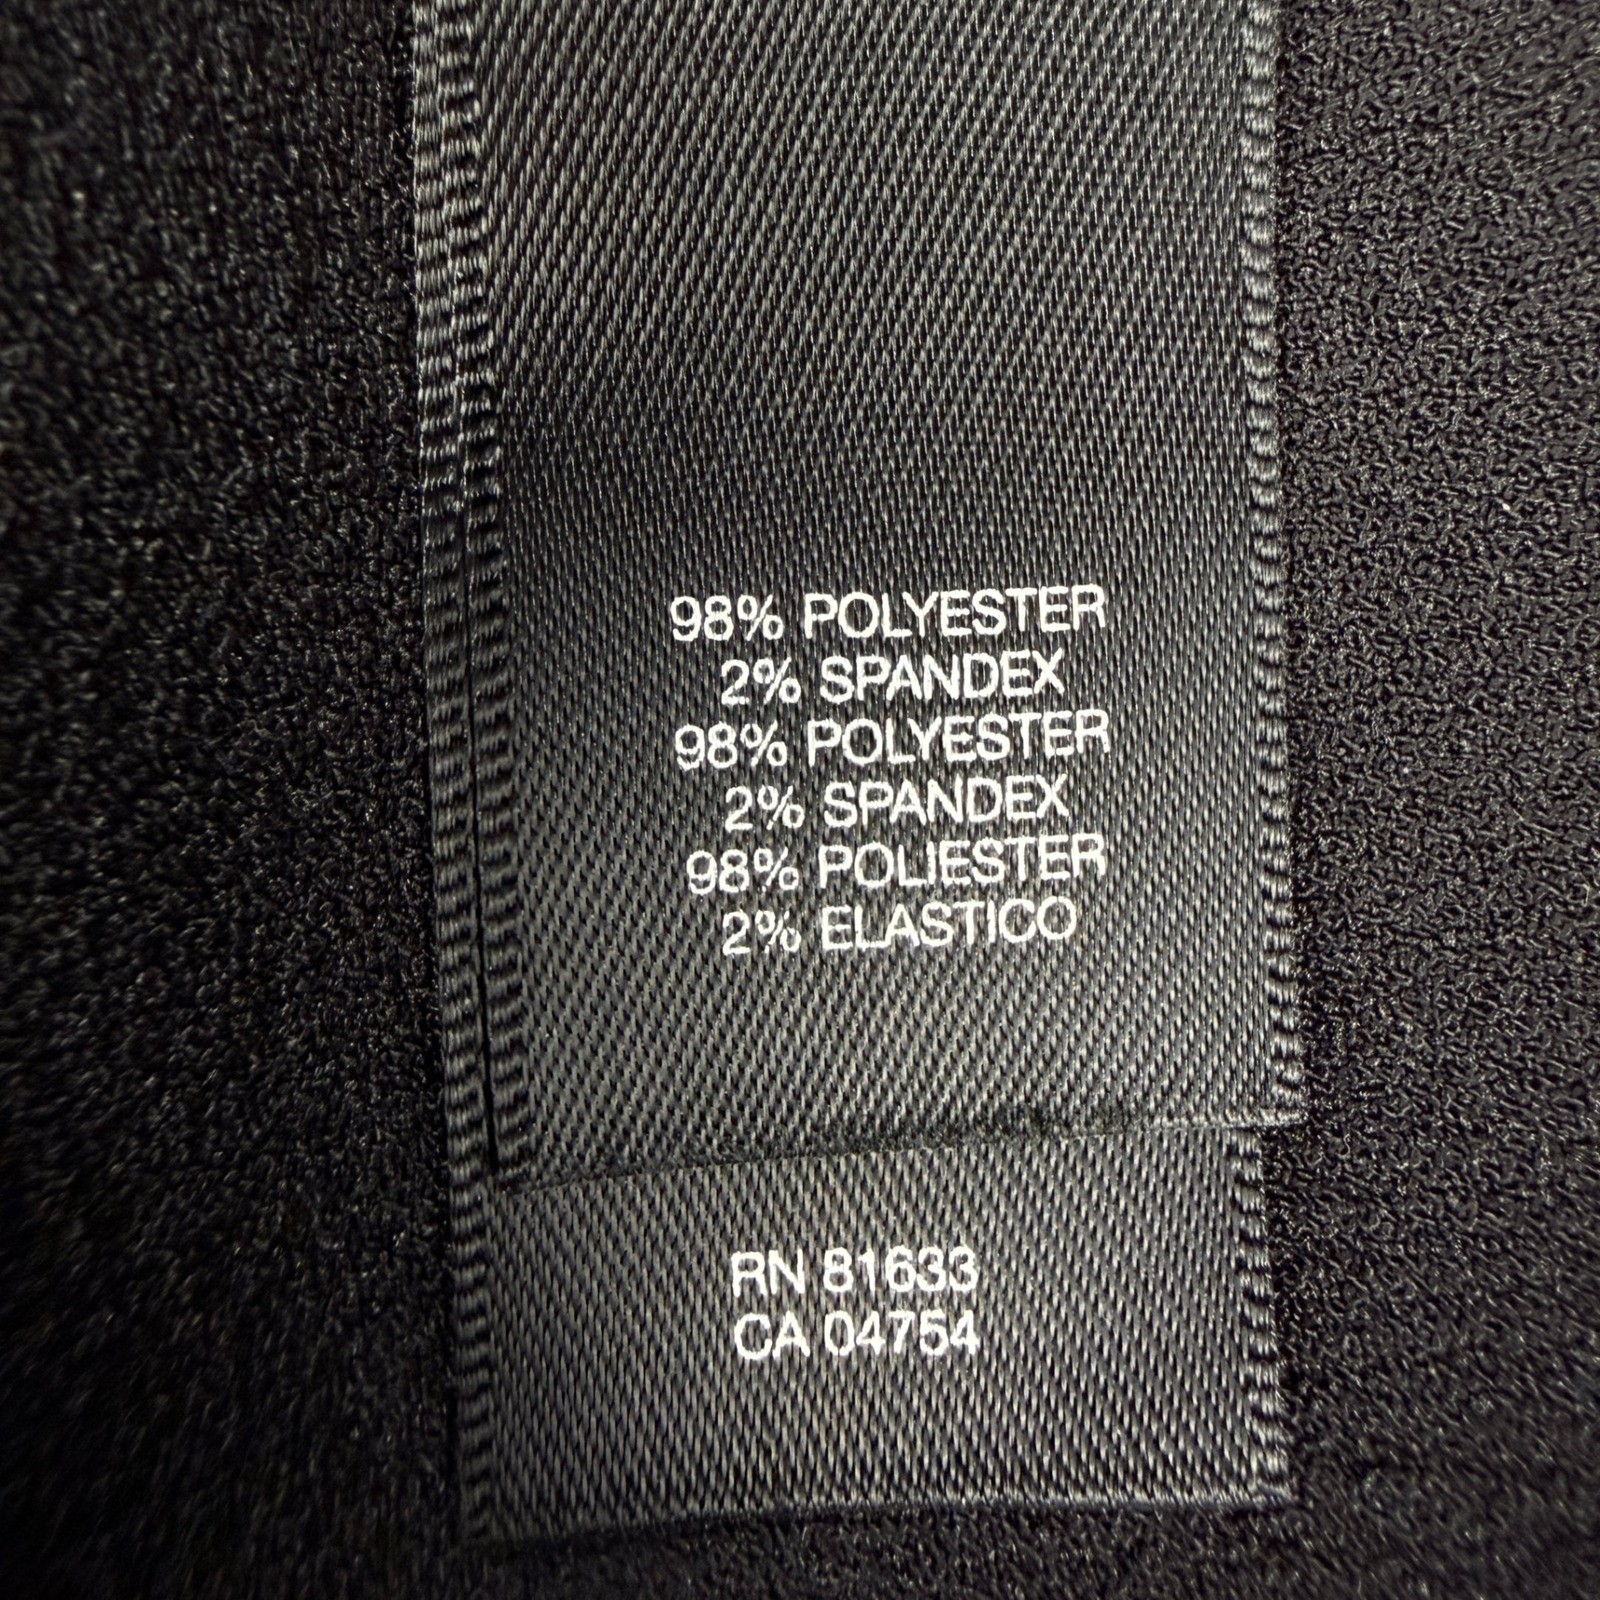 98% POLYESTER
2% SPANDEX
98% POLYESTER
2% SPANDEX
98% POLIESTER
2% ELASTICO
RN 81633
CA 04754